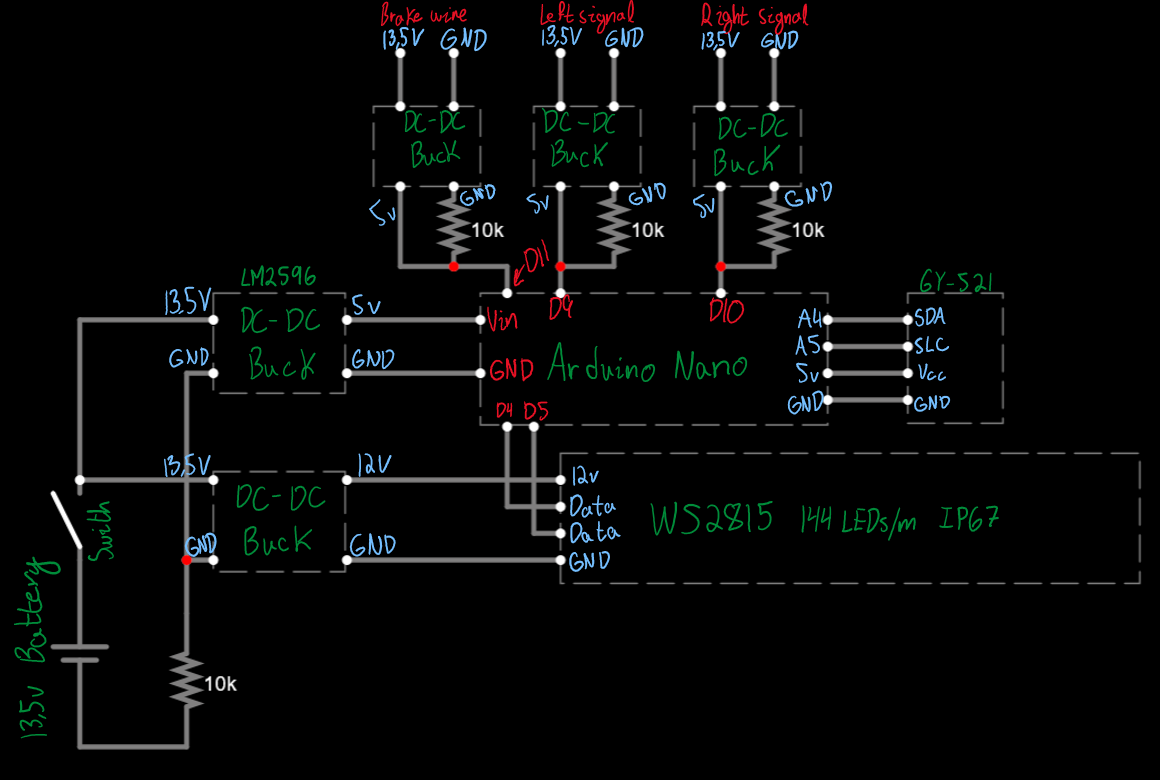 Brake wire
Left signal
Right signal
13,5V GND
13,5V GND
13,5V GND
DC-DC
Buck
DC-DC
Buck
DC-DC
Buck
5v GND
5v GND
5v GND
10k
10k
10k
D11
LM2596
GY-521
13.5V
DC-DC
Buck
5v
GND
GND
Vin
D9
D10
GND
Arduino Nano
A4
A5
5v
GND
SDA
SLC
Vcc
GND
D4 D5
13,5V
DC-DC
Buck
12V
GND
GND
12v
Data
Data
GND
WS2815 144 LEDs/m IP67
Swith
13,5v Battery
10k